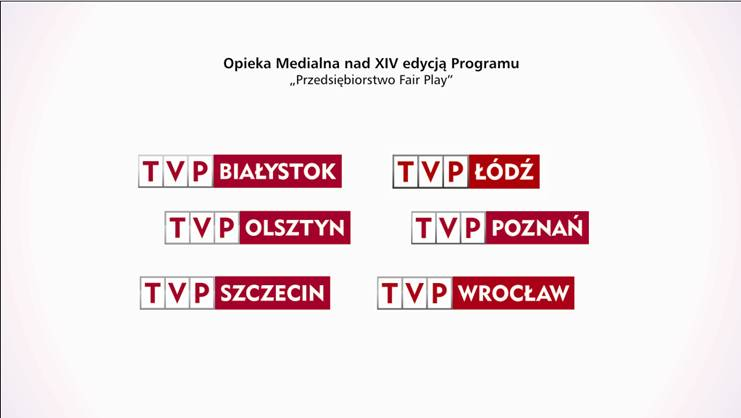 Opieka Medialna nad XIV edycją Programu
„Przedsiębiorstwo Fair Play”
TVP BIAŁYSTOK
TVP ŁÓDŹ
TVP OLSZTYN
TVP POZNAŃ
TVP SZCZECIN
TVP WROCŁAW